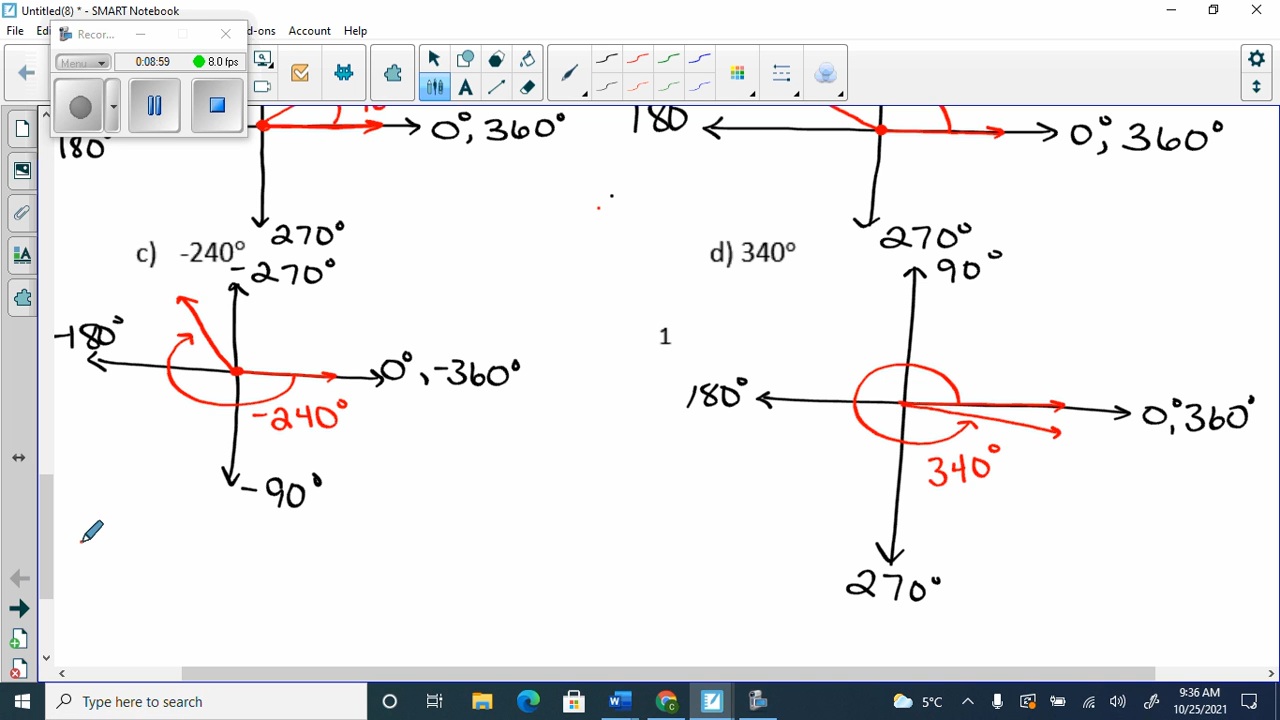 Untitled(8) * - SMART Notebook
File
Account Help
Recor...
Menu 0:08:59 8.0 fps
180°
0°, 360°
270°
180
0°, 360°
270°
c) -240°
-270°
-180°
0°, -360°
-240°
-90°
d) 340°
90°
1
180°
0°, 360°
340°
270°
Type here to search
5°C
9:36 AM
10/25/2021